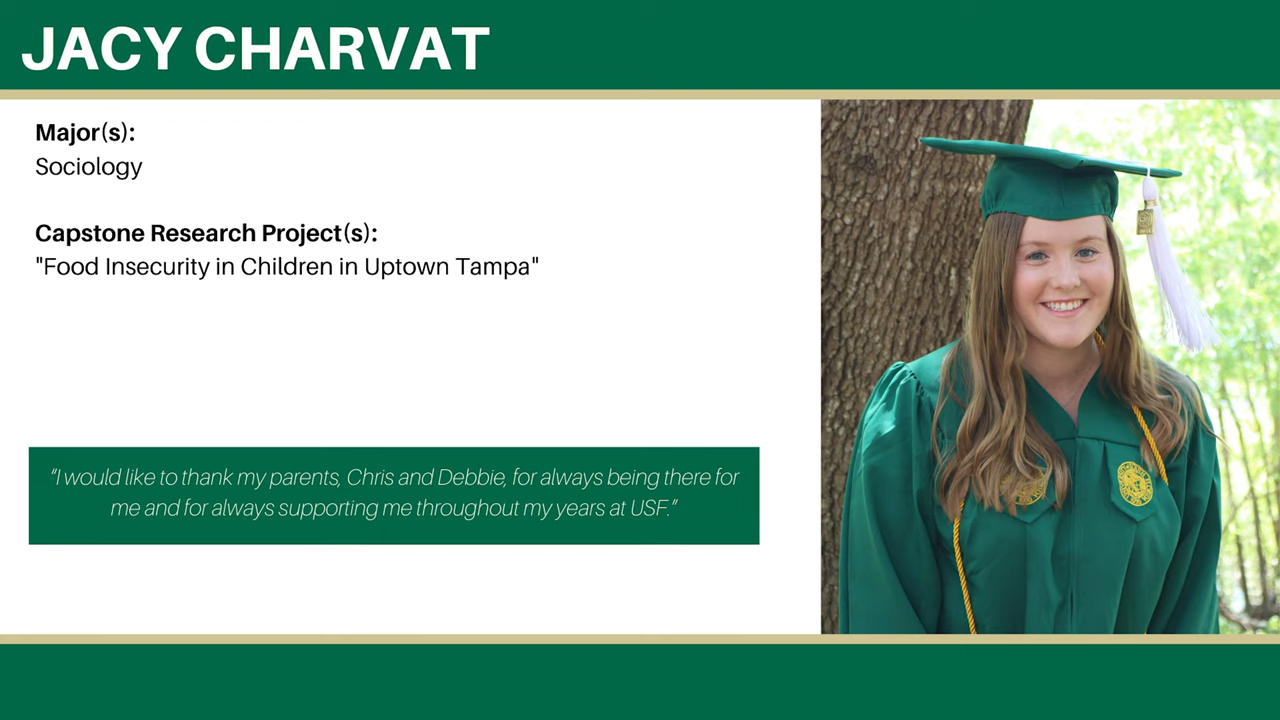 JACY CHARVAT
Major(s):
Sociology
Capstone Research Project(s):
"Food Insecurity in Children in Uptown Tampa"
"I would like to thank my parents, Chris and Debbie, for always being there for
me and for always supporting me throughout my years at USF."